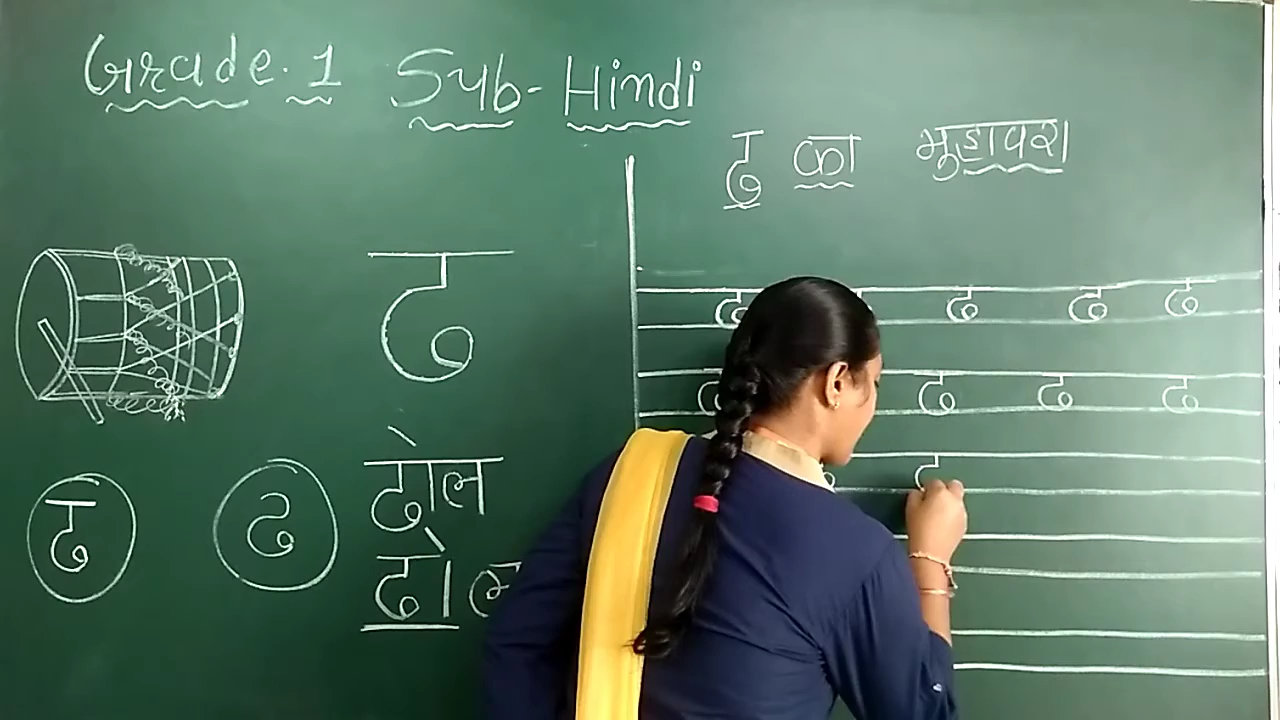 Grade. 1 Sub- Hindi
ढ का मुहावरा
ढ
ढ ढ
ढोल
ढो ल
ढ ढ ढ ढ
ढ ढ ढ